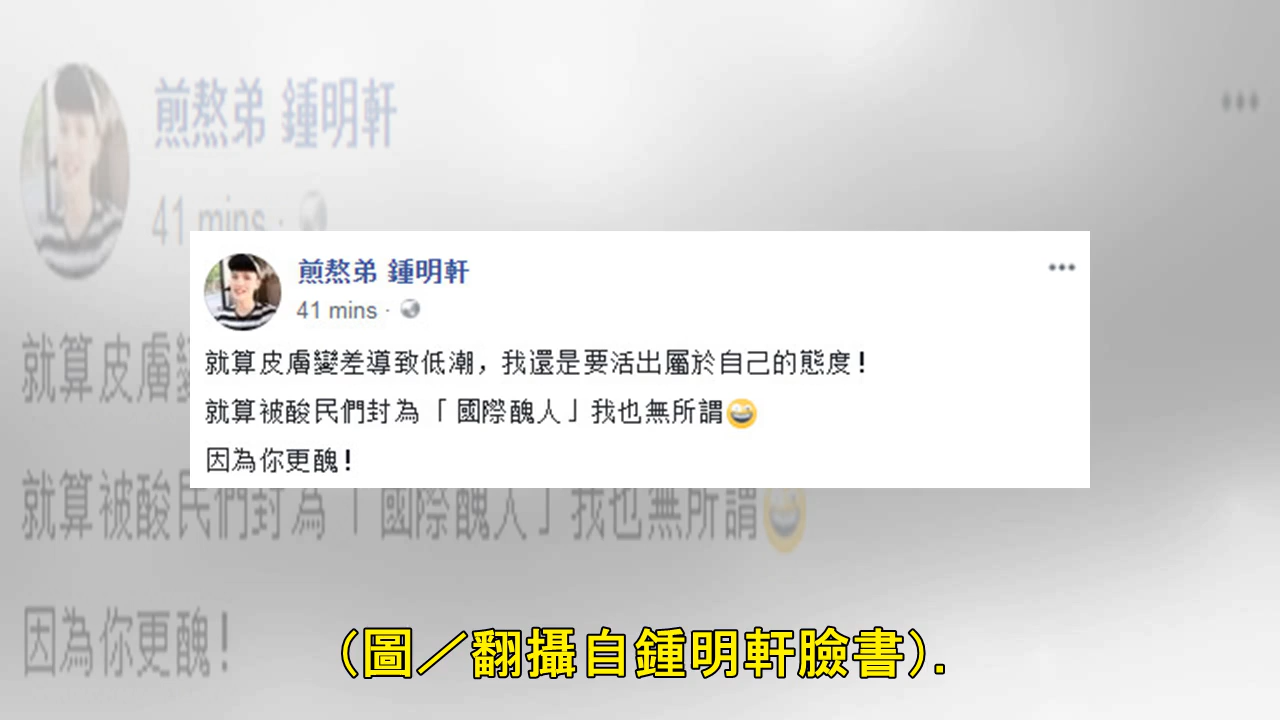 煎熬弟 鍾明軒
41 mins ·
就算皮膚變差導致低潮，我還是要活出屬於自己的態度！
就算被酸民們封為「國際醜人」我也無所謂😄
因為你更醜！
(圖／翻攝自鍾明軒臉書).